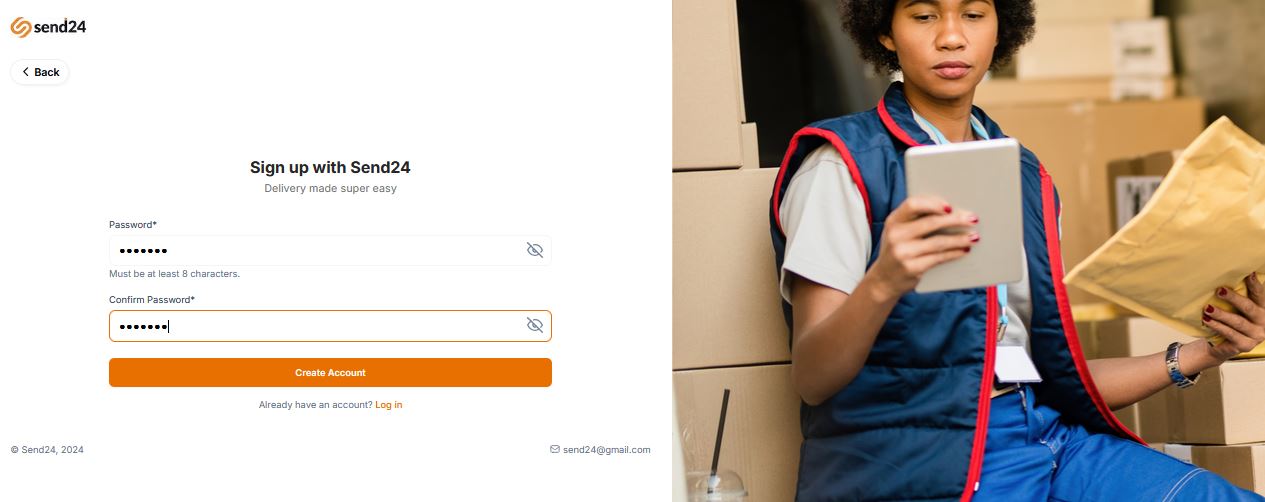 send24
Back
Sign up with Send24
Delivery made super easy
Password*
•••••••
Must be at least 8 characters.
Confirm Password*
•••••••
Create Account
Already have an account? Log in
© Send24, 2024
send24@gmail.com